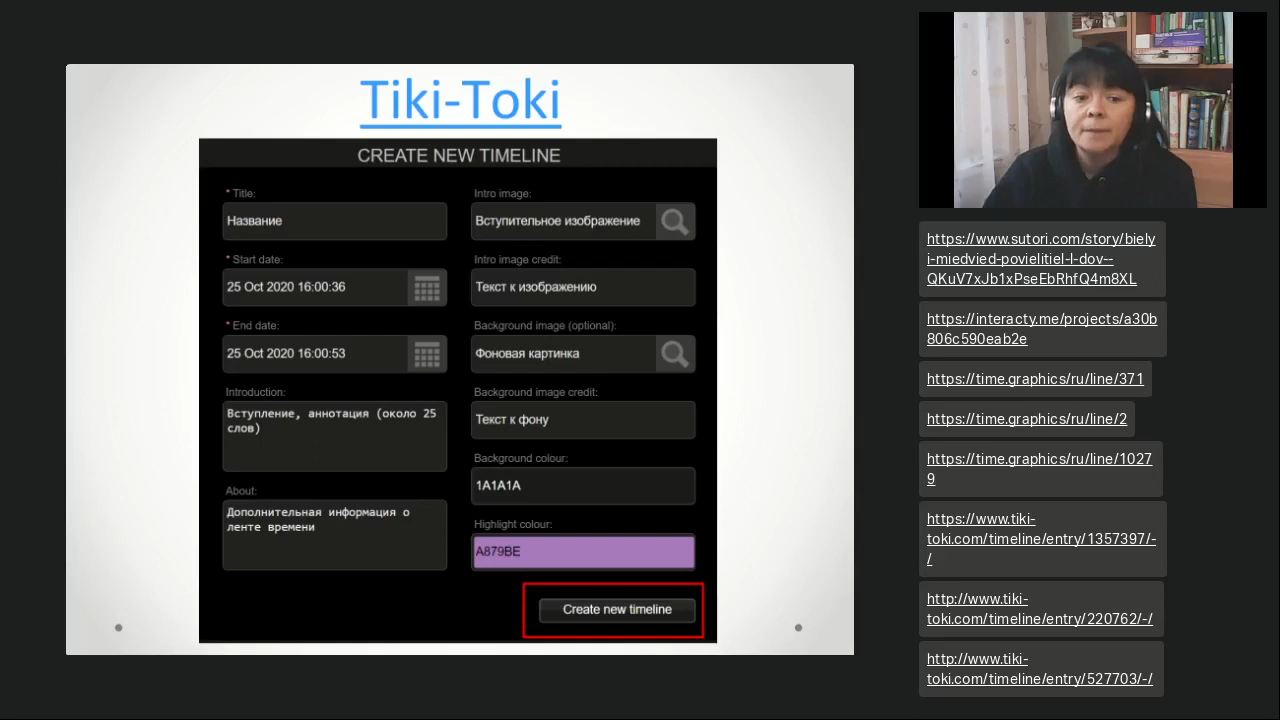 Tiki-Toki
CREATE NEW TIMELINE
* Title:
Название
* Start date:
25 Oct 2020 16:00:36
* End date:
25 Oct 2020 16:00:53
Introduction:
Вступление, аннотация (около 25
слов)
About:
Дополнительная информация о
ленте времени
Intro image:
Вступительное изображение
Intro image credit:
Текст к изображению
Background image (optional):
Фоновая картинка
Background image credit:
Текст к фону
Background colour:
1A1A1A
Highlight colour:
A879BE
Create new timeline
https://www.sutori.com/story/biely
i-miedvied-povielitiel-l-dov--
QKuV7xJb1xPseEbRhfQ4m8XL
https://interacty.me/projects/a30b
806c590eab2e
https://time.graphics/ru/line/371
https://time.graphics/ru/line/2
https://time.graphics/ru/line/1027
9
https://www.tiki-
toki.com/timeline/entry/1357397/-
/
http://www.tiki-
toki.com/timeline/entry/220762/-/
http://www.tiki-
toki.com/timeline/entry/527703/-/